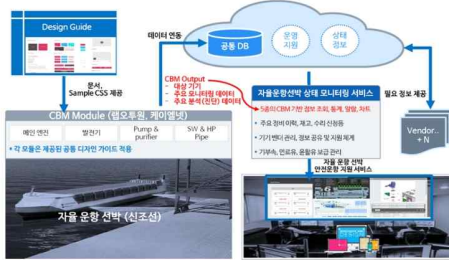 Design Guide
문서,
Sample CSS 제공
데이터 연동
공통 DB
운영
지원
상태
정보
CBM Output
- 대상 기기
- 주요 모니터링 데이터
- 주요 분석(진단) 데이터
자율운항선박 상태 모니터링 서비스
• 5종의 CBM 기반 정보 조회, 통계, 알람, 차트
• 주요 정비 이력, 재고, 수리 신청등
• 기기 벤더 관리, 정보 공유 및 지원 체계
• 기부속, 연료유, 윤활유 보급 관리
필요 정보 제공
Vendor..
+ N
CBM Module (랩오투원, 케이엘넷)
메인 엔진
발전기
Pump &
purifier
SW & HP
Pipe
• 각 모듈은 제공된 공통 디자인 가이드 적용
자율 운항 선박 (신조선)
자율 운항 선박
안전운항 지원 서비스